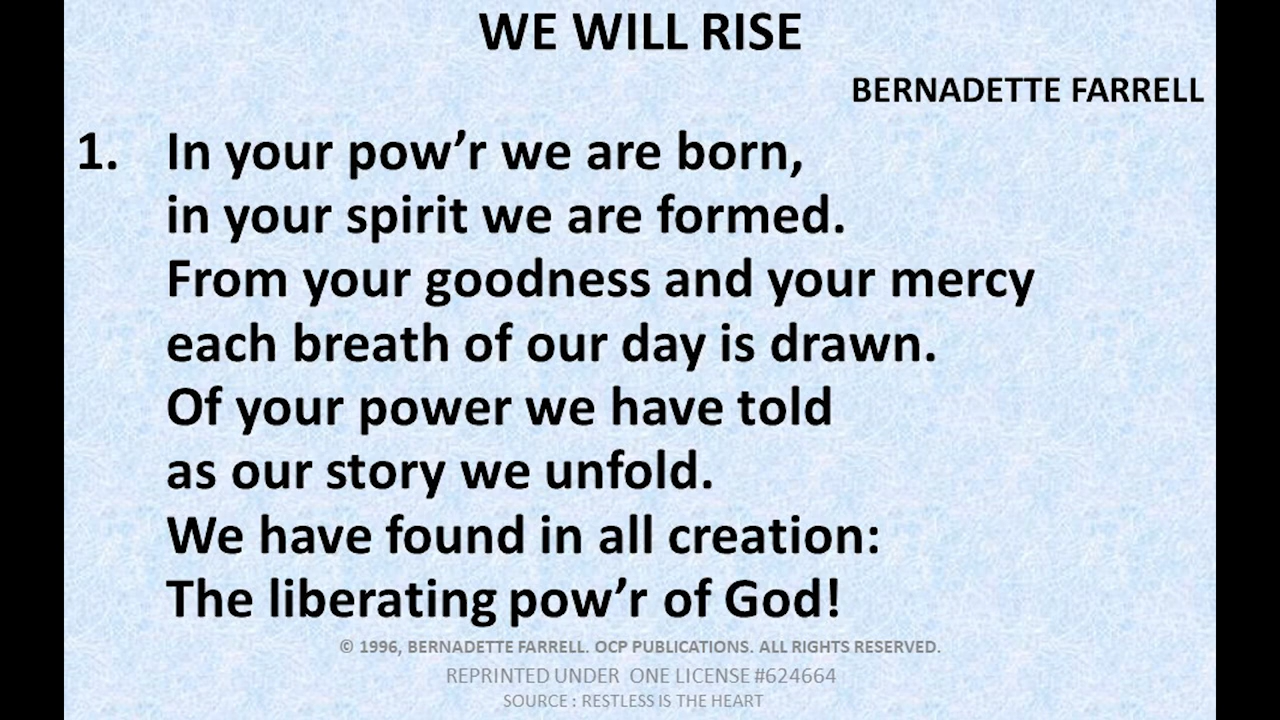 WE WILL RISE
BERNADETTE FARRELL
1. In your pow’r we are born,
in your spirit we are formed.
From your goodness and your mercy
each breath of our day is drawn.
Of your power we have told
as our story we unfold.
We have found in all creation:
The liberating pow’r of God!
© 1996, BERNADETTE FARRELL. OCP PUBLICATIONS. ALL RIGHTS RESERVED.
REPRINTED UNDER ONE LICENSE #624664
SOURCE : RESTLESS IS THE HEART